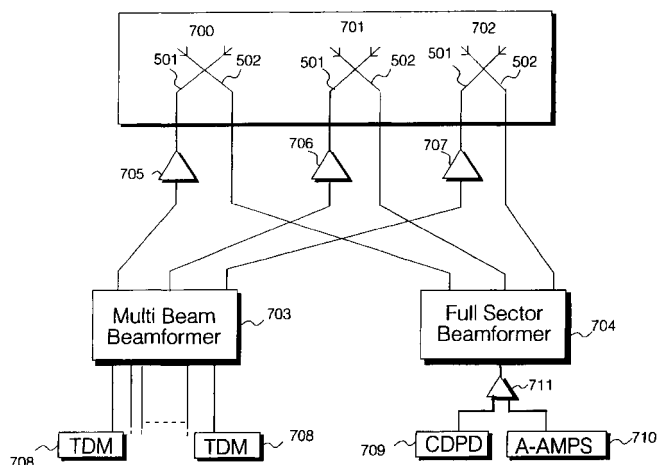 700 701 702
501 502 501 502 501 502
705 706 707
Multi Beam
Beamformer
703
Full Sector
Beamformer
704
711
708 TDM TDM 708
709 CDPD A-AMPS 710